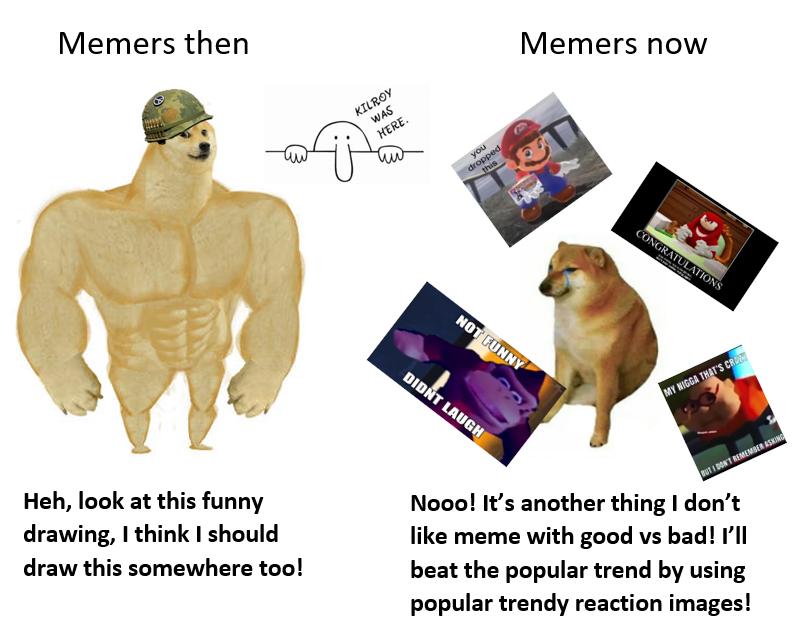 Memers then
Memers now
KILROY
WAS
HERE.
you
dropped
this
CONGRATULATIONS
NOT FUNNY
DIDNT LAUGH
MY NIGGA THAT'S CRAZY
BUT I DON'T REMEMBER ASKING
Heh, look at this funny
drawing, I think I should
draw this somewhere too!
Nooo! It's another thing I don't
like meme with good vs bad! I'll
beat the popular trend by using
popular trendy reaction images!